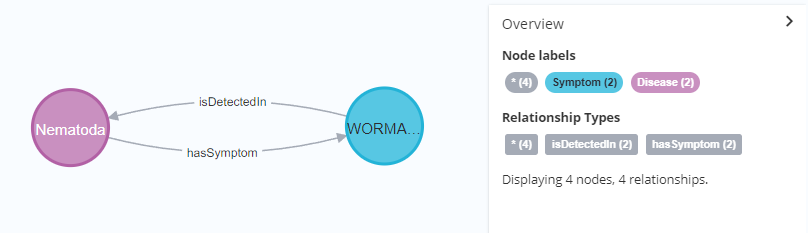 Overview
Node labels
* (4) Symptom (2) Disease (2)
Relationship Types
* (4) isDetectedIn (2) hasSymptom (2)
Displaying 4 nodes, 4 relationships.
isDetectedIn
Nematoda
WORMA...
hasSymptom